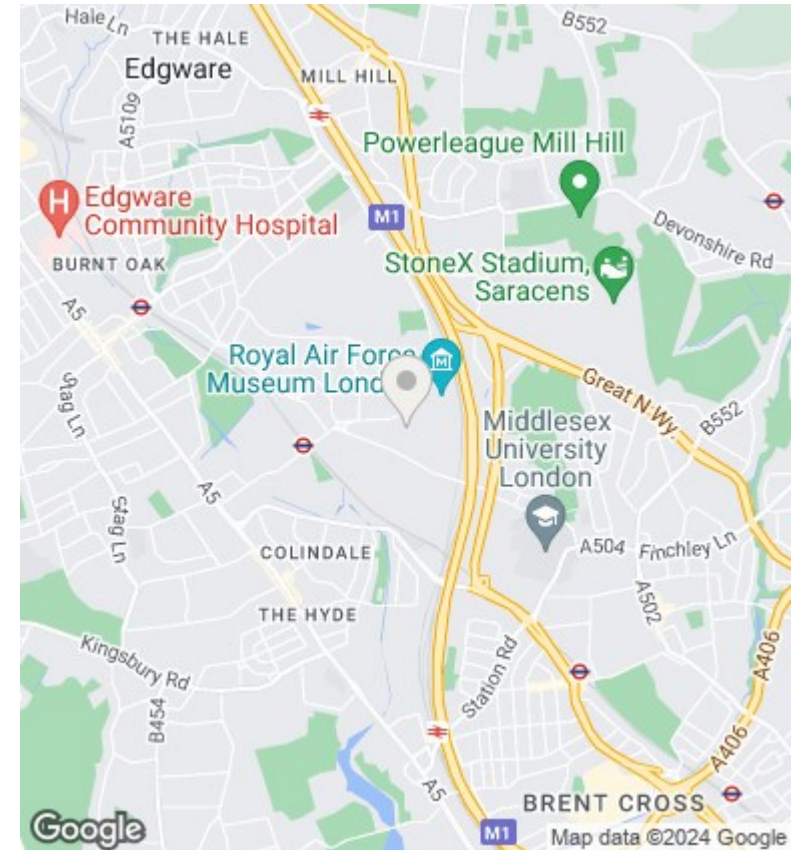 Hale Ln
THE HALE
B552
Edgware
MILL HILL
A5109
Powerleague Mill Hill
H
Edgware
Community Hospital
M1
Devonshire Rd
BURNT OAK
StoneX Stadium,
Saracens
A5
Royal Air Force
Museum Lond
M
Great N Wy.
Stag Ln
B552
Middlesex
University
London
A5
Stag Ln
COLINDALE
A504
Finchley Ln
A502
THE HYDE
Kingsbury Rd
Station Rd
A406
B454
A406
A5
BRENT CROSS
Google
M1
Map data ©2024 Google